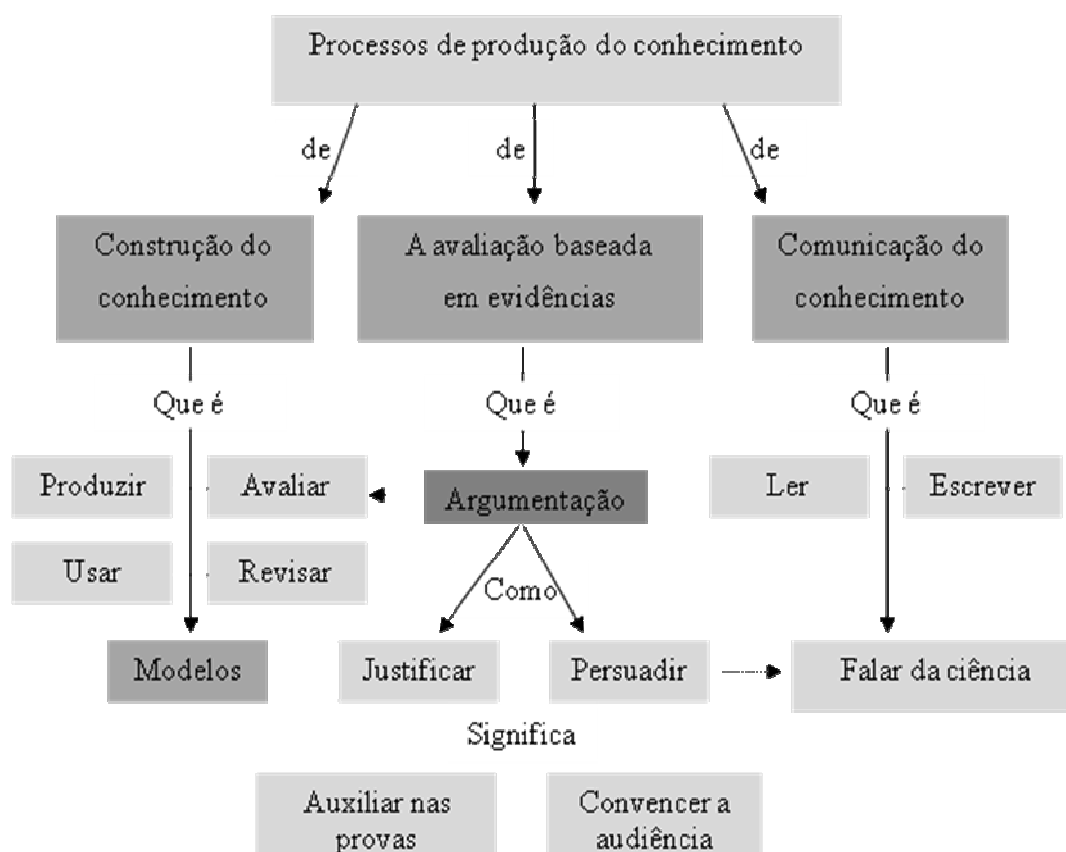 Processos de produção do conhecimento
de
de
de
Construção do
conhecimento
A avaliação baseada
em evidências
Comunicação do
conhecimento
Que é
Que é
Que é
Produzir
Avaliar
Argumentação
Ler
Escrever
Usar
Revisar
Como
Modelos
Justificar
Persuadir
Falar da ciência
Significa
Auxiliar nas
provas
Convencer a
audiência